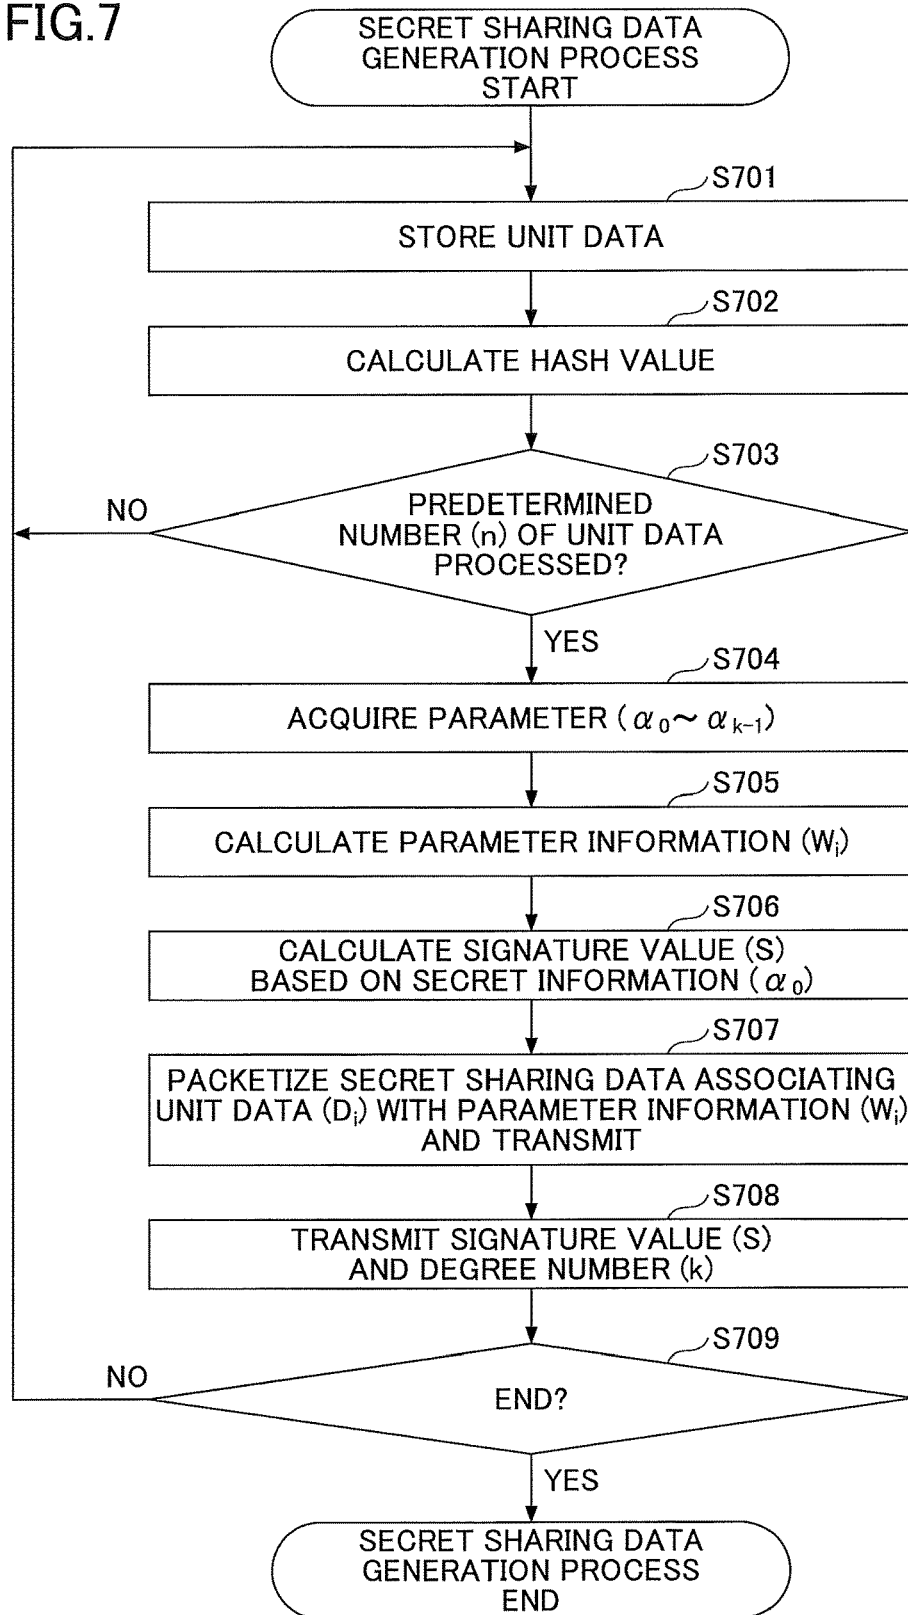 FIG.7
SECRET SHARING DATA
GENERATION PROCESS
START
S701
STORE UNIT DATA
S702
CALCULATE HASH VALUE
S703
PREDETERMINED
NUMBER (n) OF UNIT DATA
PROCESSED?
NO
YES
S704
ACQUIRE PARAMETER (α₀~ αₖ₋₁)
S705
CALCULATE PARAMETER INFORMATION (Wᵢ)
S706
CALCULATE SIGNATURE VALUE (S)
BASED ON SECRET INFORMATION (α₀)
S707
PACKETIZE SECRET SHARING DATA ASSOCIATING
UNIT DATA (Dᵢ) WITH PARAMETER INFORMATION (Wᵢ)
AND TRANSMIT
S708
TRANSMIT SIGNATURE VALUE (S)
AND DEGREE NUMBER (k)
S709
END?
NO
YES
SECRET SHARING DATA
GENERATION PROCESS
END